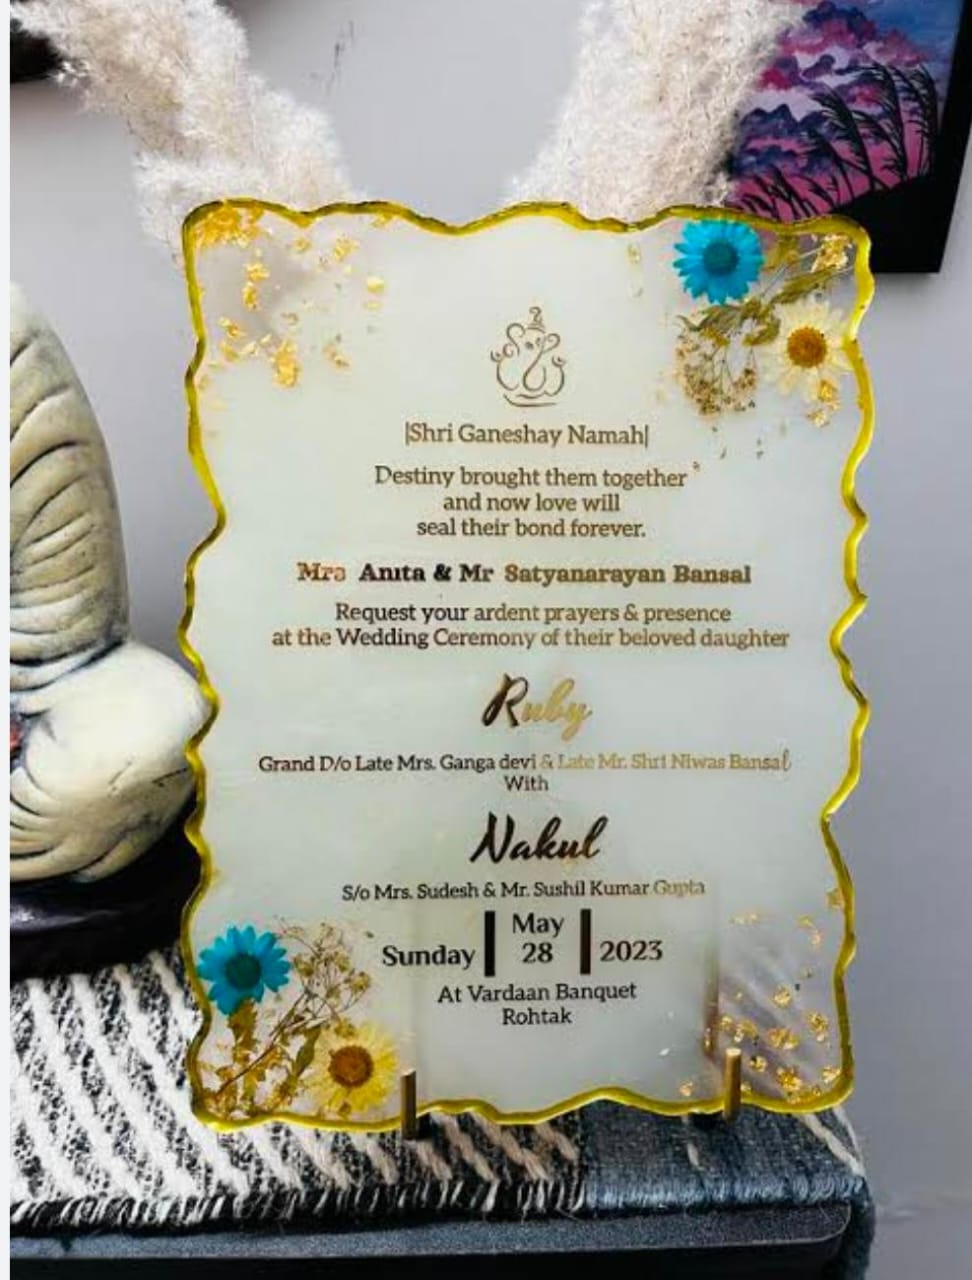 |Shri Ganeshay Namah|
Destiny brought them together
and now love will
seal their bond forever.
Mrs Anita & Mr Satyanarayan Bansal
Request your ardent prayers & presence
at the Wedding Ceremony of their beloved daughter
Ruby
Grand D/o Late Mrs. Ganga devi & Late Mr. Shri Niwas Bansal
With
Nakul
S/o Mrs. Sudesh & Mr. Sushil Kumar Gupta
Sunday | May 28 | 2023
At Vardaan Banquet
Rohtak